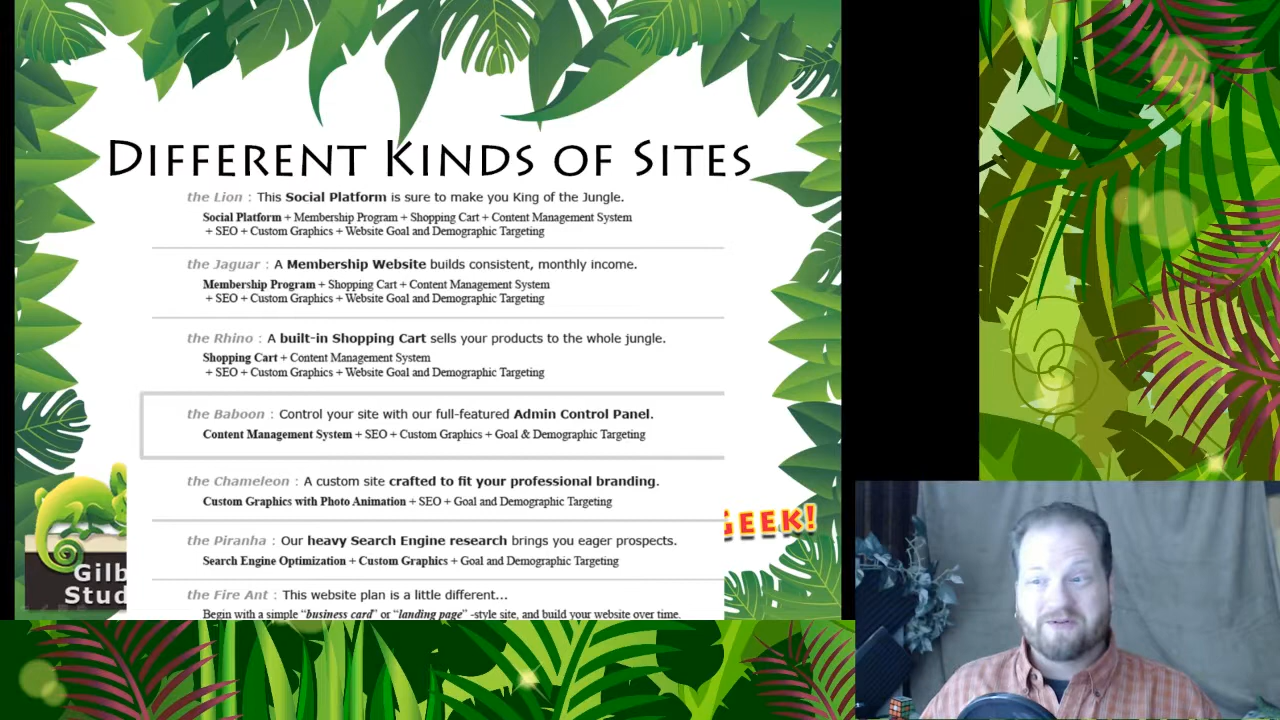 DIFFERENT KINDS OF SITES
the Lion : This Social Platform is sure to make you King of the Jungle.
Social Platform + Membership Program + Shopping Cart + Content Management System
+ SEO + Custom Graphics + Website Goal and Demographic Targeting
the Jaguar : A Membership Website builds consistent, monthly income.
Membership Program + Shopping Cart + Content Management System
+ SEO + Custom Graphics + Website Goal and Demographic Targeting
the Rhino : A built-in Shopping Cart sells your products to the whole jungle.
Shopping Cart + Content Management System
+ SEO + Custom Graphics + Website Goal and Demographic Targeting
the Baboon : Control your site with our full-featured Admin Control Panel.
Content Management System + SEO + Custom Graphics + Goal & Demographic Targeting
the Chameleon : A custom site crafted to fit your professional branding.
Custom Graphics with Photo Animation + SEO + Goal and Demographic Targeting
GEEK!
the Piranha : Our heavy Search Engine research brings you eager prospects.
Search Engine Optimization + Custom Graphics + Goal and Demographic Targeting
Gilb
Stud
the Fire Ant : This website plan is a little different...
Begin with a simple “business card” or “landing page” -style site, and build your website over time.